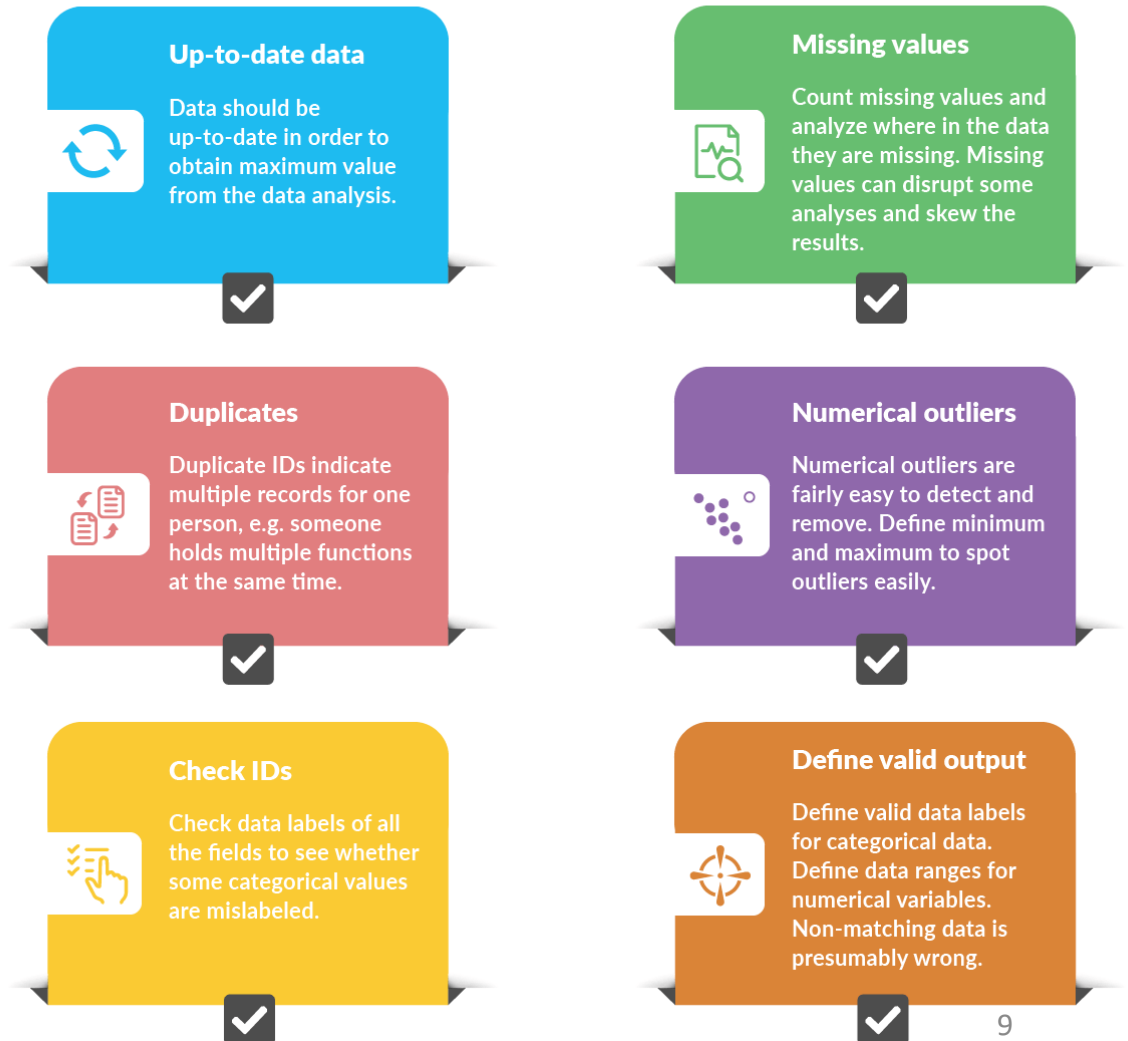 Up-to-date data
Data should be
up-to-date in order to
obtain maximum value
from the data analysis.
Missing values
Count missing values and
analyze where in the data
they are missing. Missing
values can disrupt some
analyses and skew the
results.
Duplicates
Duplicate IDs indicate
multiple records for one
person, e.g. someone
holds multiple functions
at the same time.
Numerical outliers
Numerical outliers are
fairly easy to detect and
remove. Define minimum
and maximum to spot
outliers easily.
Check IDs
Check data labels of all
the fields to see whether
some categorical values
are mislabeled.
Define valid output
Define valid data labels
for categorical data.
Define data ranges for
numerical variables.
Non-matching data is
presumably wrong.
9